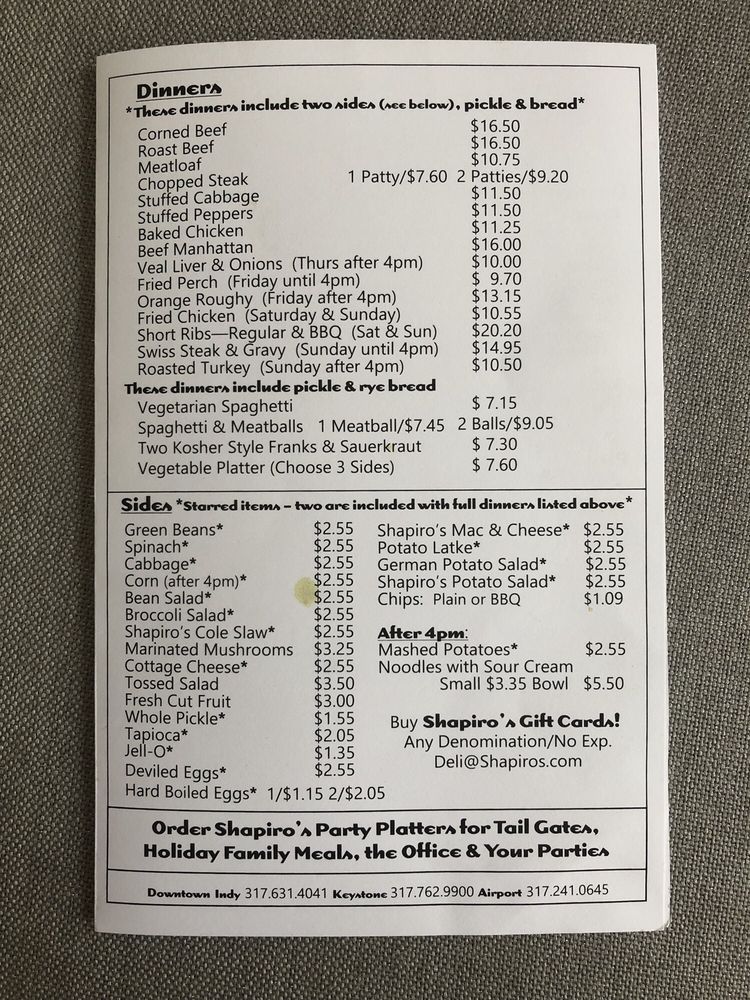 Dinners
*These dinners include two sides (see below), pickle & bread*
Corned Beef $16.50
Roast Beef $16.50
Meatloaf $10.75
Chopped Steak 1 Patty/$7.60 2 Patties/$9.20
Stuffed Cabbage $11.50
Stuffed Peppers $11.50
Baked Chicken $11.25
Beef Manhattan $16.00
Veal Liver & Onions (Thurs after 4pm) $10.00
Fried Perch (Friday until 4pm) $ 9.70
Orange Roughy (Friday after 4pm) $13.15
Fried Chicken (Saturday & Sunday) $10.55
Short Ribs—Regular & BBQ (Sat & Sun) $20.20
Swiss Steak & Gravy (Sunday until 4pm) $14.95
Roasted Turkey (Sunday after 4pm) $10.50
These dinners include pickle & rye bread
Vegetarian Spaghetti $ 7.15
Spaghetti & Meatballs 1 Meatball/$7.45 2 Balls/$9.05
Two Kosher Style Franks & Sauerkraut $ 7.30
Vegetable Platter (Choose 3 Sides) $ 7.60
Sides *Starred items – two are included with full dinners listed above*
Green Beans* $2.55
Spinach* $2.55
Cabbage* $2.55
Corn (after 4pm)* $2.55
Bean Salad* $2.55
Broccoli Salad* $2.55
Shapiro's Cole Slaw* $2.55
Marinated Mushrooms $3.25
Cottage Cheese* $2.55
Tossed Salad $3.50
Fresh Cut Fruit $3.00
Whole Pickle* $1.55
Tapioca* $2.05
Jell-O* $1.35
Deviled Eggs* $2.55
Hard Boiled Eggs* 1/$1.15 2/$2.05
Shapiro's Mac & Cheese* $2.55
Potato Latke* $2.55
German Potato Salad* $2.55
Shapiro's Potato Salad* $2.55
Chips: Plain or BBQ $1.09
After 4pm:
Mashed Potatoes* $2.55
Noodles with Sour Cream
Small $3.35 Bowl $5.50
Buy Shapiro's Gift Cards!
Any Denomination/No Exp.
Deli@Shapiros.com
Order Shapiro's Party Platters for Tail Gates,
Holiday Family Meals, the Office & Your Parties
Downtown Indy 317.631.4041 Keystone 317.762.9900 Airport 317.241.0645